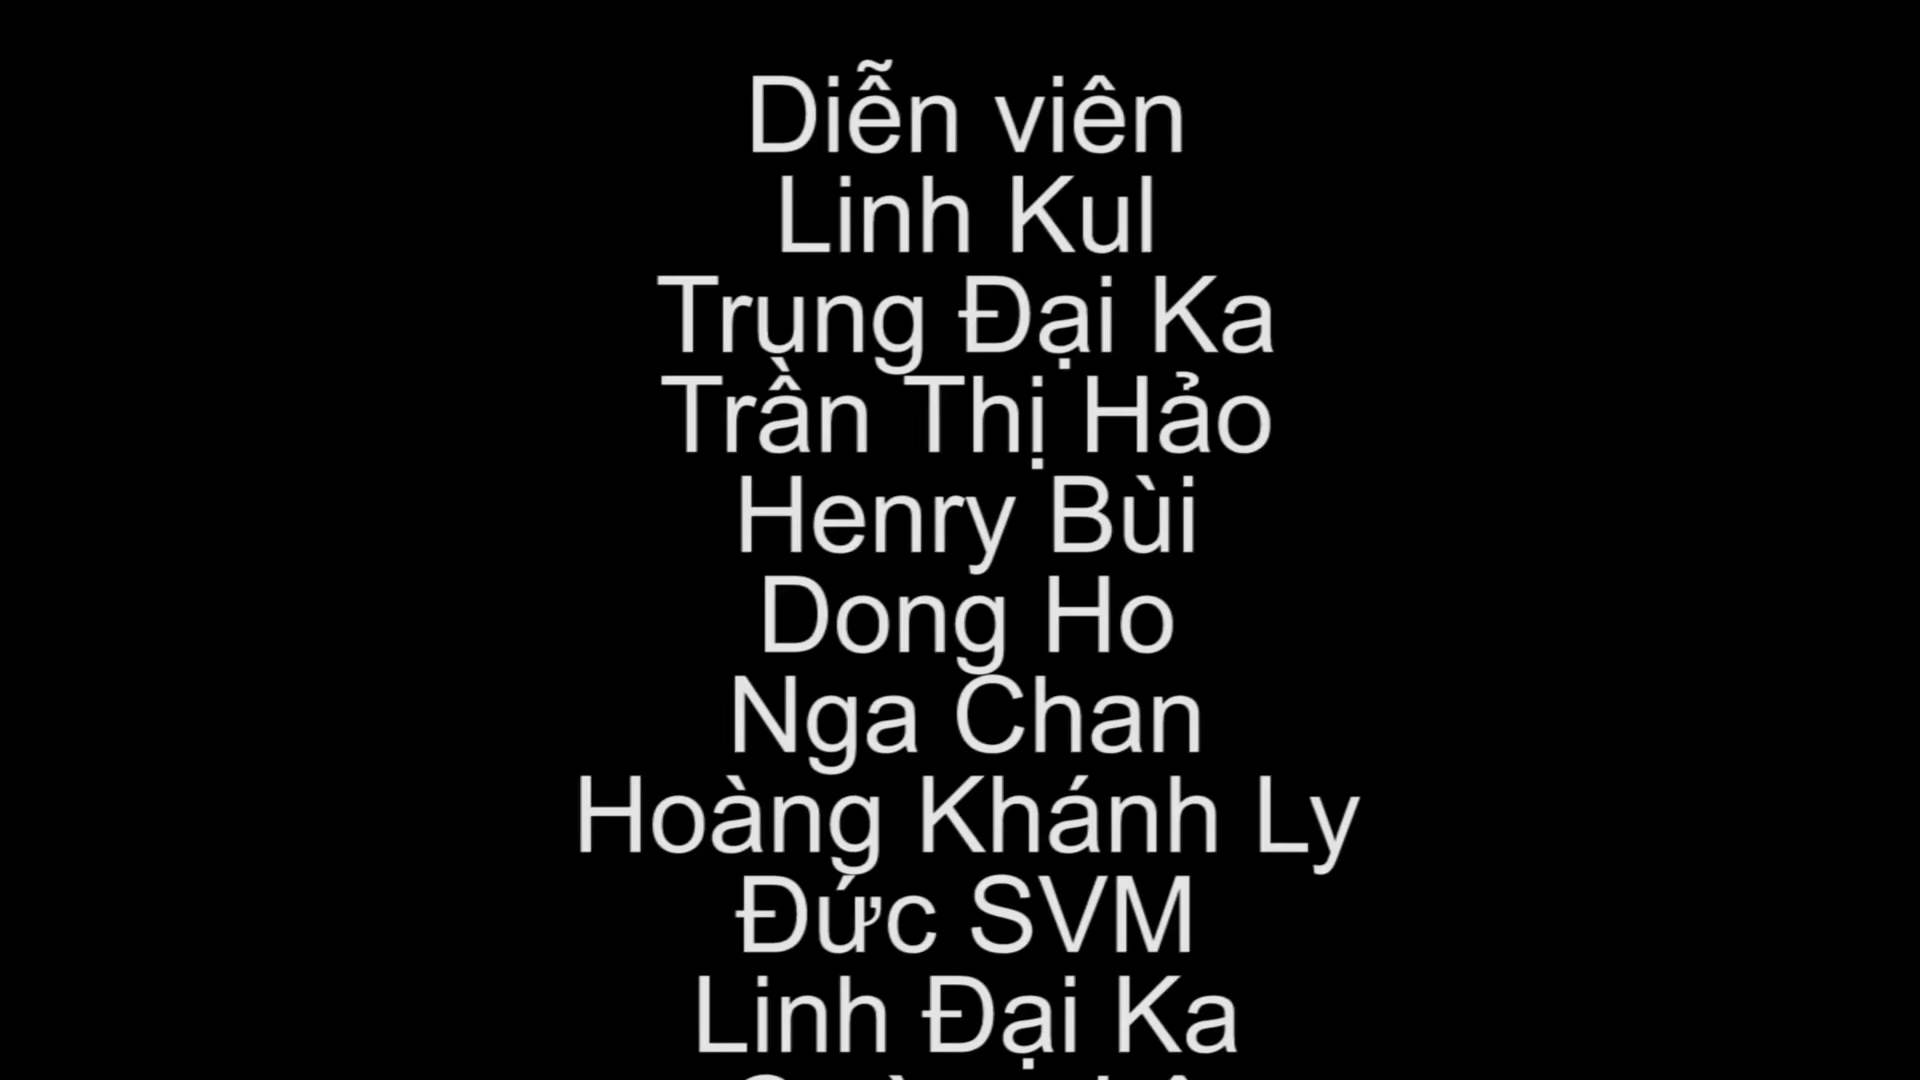 Diễn viên
Linh Kul
Trung Đại Ka
Trần Thị Hảo
Henry Bùi
Dong Ho
Nga Chan
Hoàng Khánh Ly
Đức SVM
Linh Đại Ka